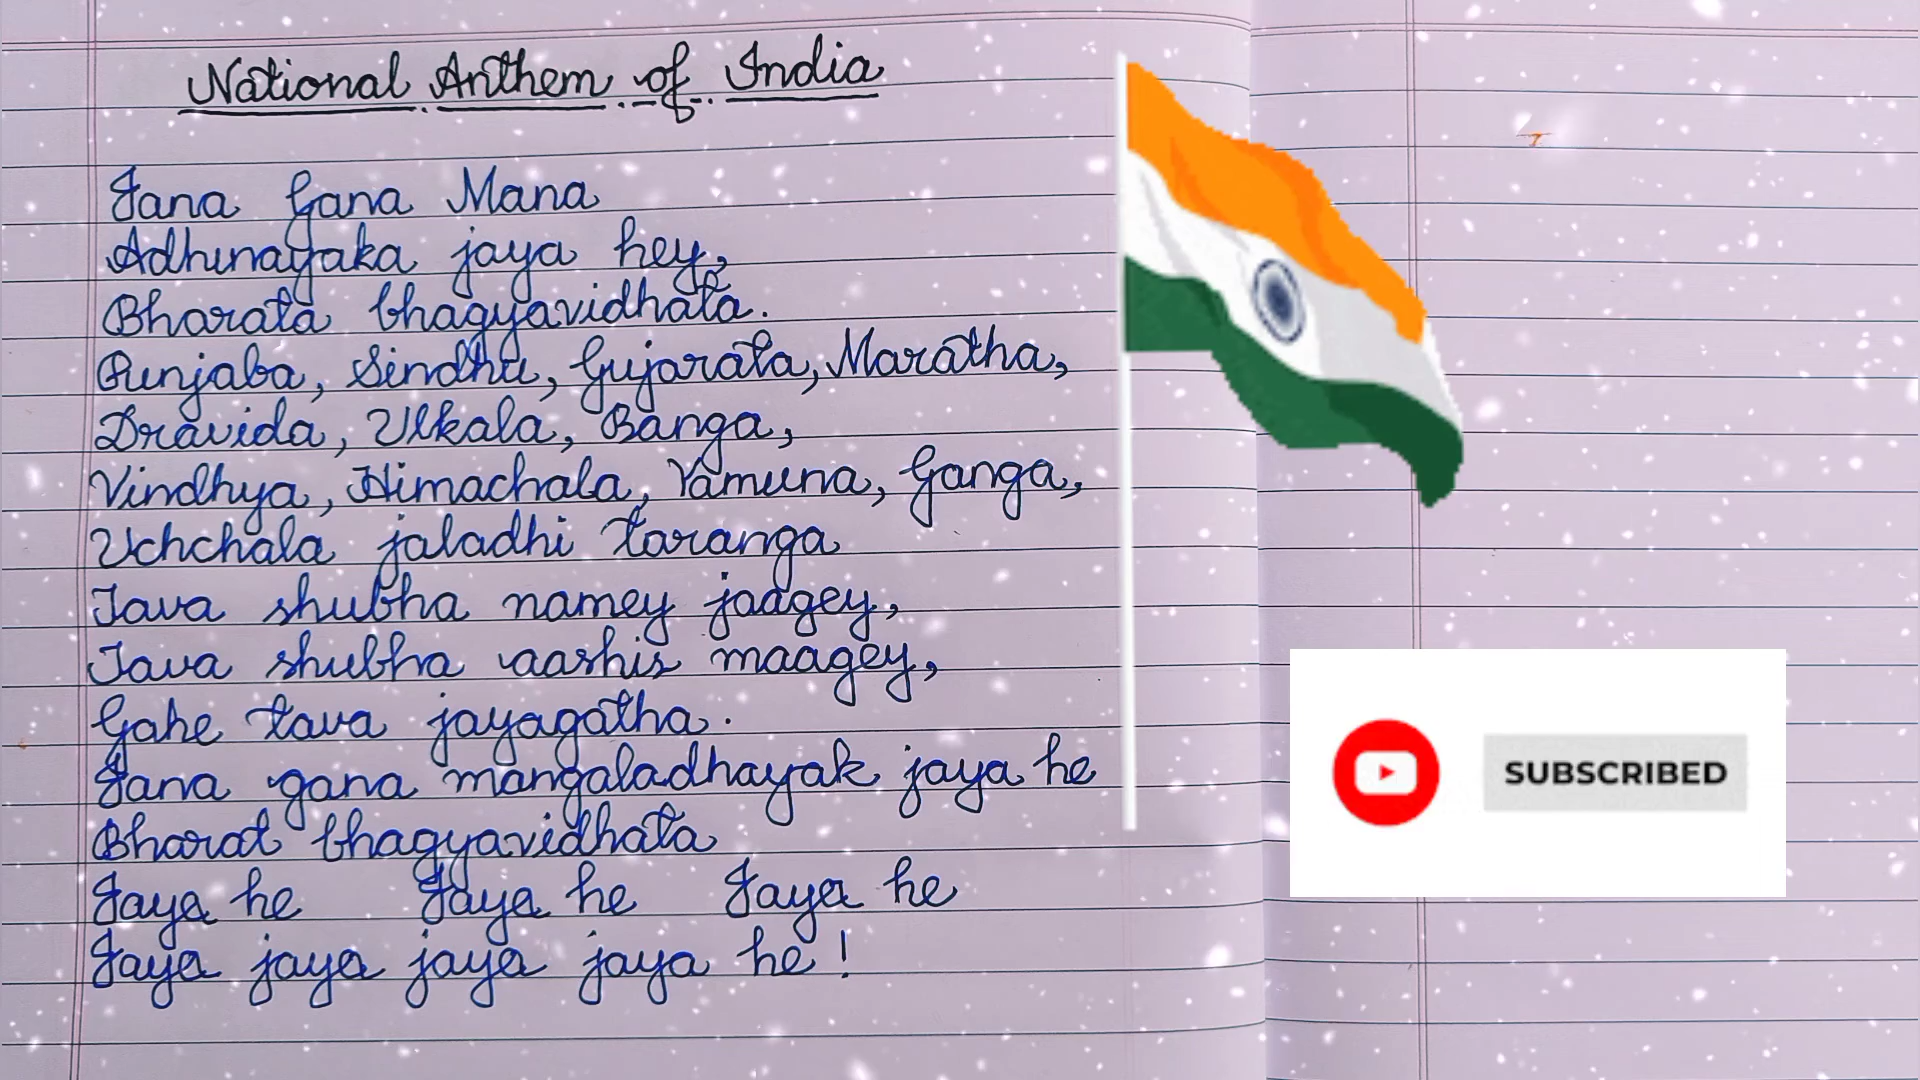 National Anthem of India
Jana Gana Mana
Adhinayaka jaya hey,
Bharata bhagyavidhata.
Punjaba, Sindhu, Gujarata, Maratha,
Dravida, Utkala, Banga,
Vindhya, Himachala, Yamuna, Ganga,
Uchchala jaladhi taranga
Tava shubha namey jaagey,
Tava shubha aashis maagey,
Gahe tava jayagatha.
Jana gana mangaladhayak jaya he
Bharat bhagyavidhata
Jaya he Jaya he Jaya he
Jaya jaya jaya jaya he!
SUBSCRIBED